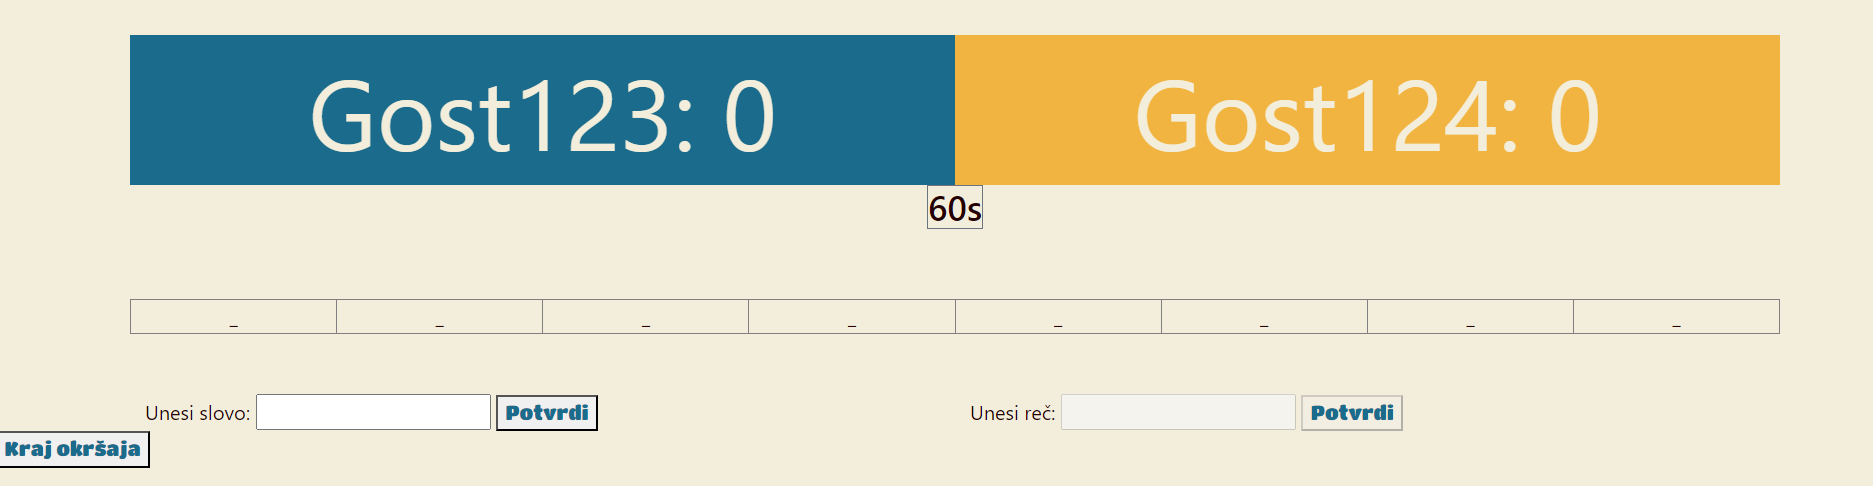 Gost123: 0 Gost124: 0
60s
_ _ _ _ _ _ _ _
Unesi slovo: Potvrdi Unesi reč: Potvrdi
Kraj okršaja